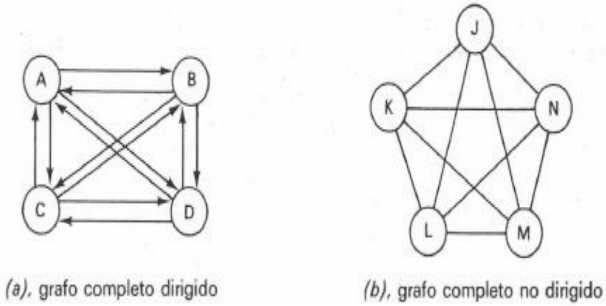 J
A
B
K
N
C
D
L
M
(a), grafo completo dirigido
(b), grafo completo no dirigido